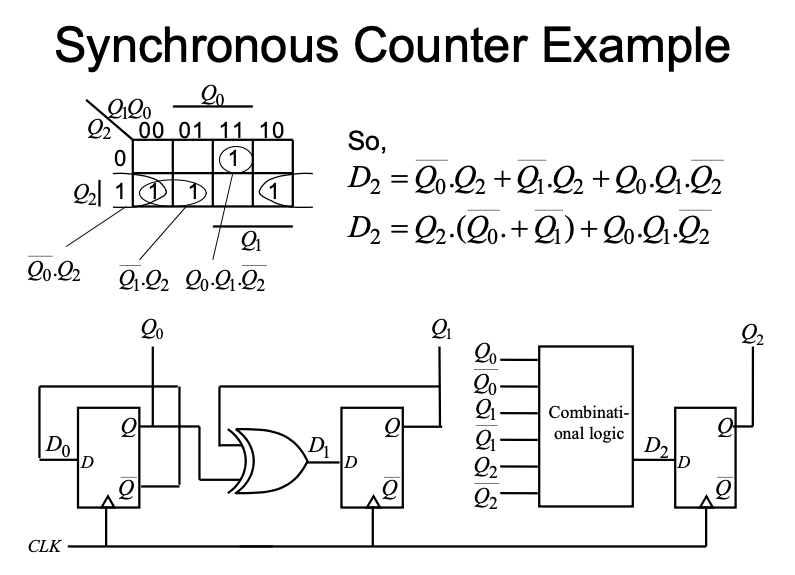 Synchronous Counter Example
Q₀
Q₁Q₀
Q₂
00 01 11 10
0 1
Q₂ 1 1 1 1
Q₁
Q̅₀.Q₂ Q̅₁.Q₂ Q₀.Q₁.Q̅₂
So,
D₂ = Q̅₀.Q₂ + Q̅₁.Q₂ + Q₀.Q₁.Q̅₂
D₂ = Q₂.(Q̅₀. + Q̅₁) + Q₀.Q₁.Q̅₂
Q₀
D₀
D
Q
Q̅
Q₁
D₁
D
Q
Q̅
Q₀
Q̅₀
Q₁
Q̅₁
Q₂
Q̅₂
Combinati-
onal logic
Q₂
D₂
D
Q
Q̅
CLK